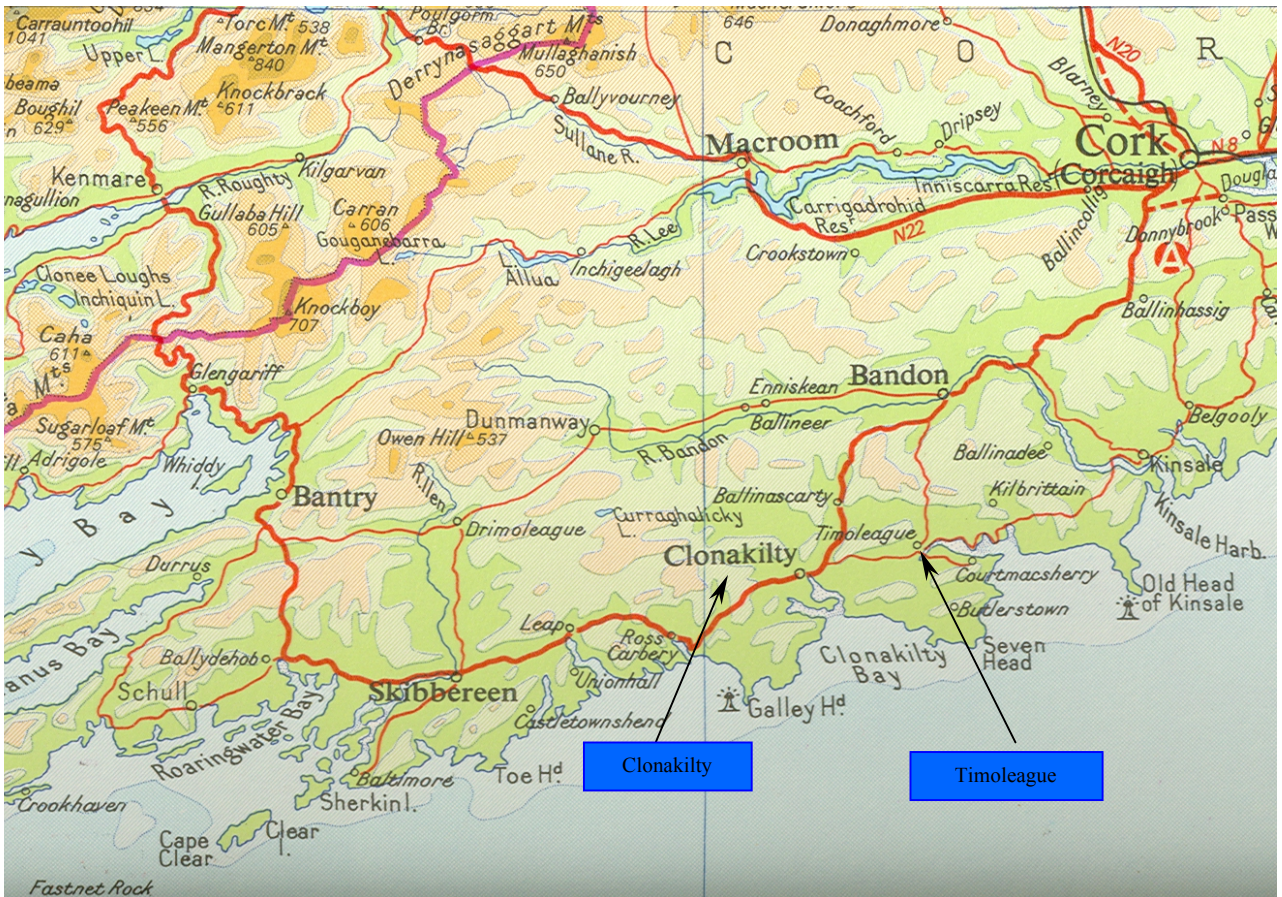 Carrauntoohil
1041
Upper L.
Torc Mt. 538
Mangerton Mt.
840
Poulgorm
Br.
Derrynasaggart Mts
Mullaghanish
650
646
Donaghmore
C O R
N20
Blarney
Boughil
629
Peakeen Mt.
556
Knockbrack
611
Ballyvourney
Sullane R.
Coachford
Dripsey
Macroom
Cork
(Corcaigh)
N8
Kenmare
R. Roughty
Kilgarvan
Inniscarra Res.
Carrigadrohid
Res.
N22
Ballincollig
Donnybrook
Gullaba Hill
605
Carran
606
Gouganebarra
L.
R. Lee
L.
Allua
Inchigeelagh
Crookstown
A
Clonee Loughs
Inchiquin L.
Knockboy
707
Ballinhassig
Caha
611
Mts.
Glengariff
Bandon
Enniskean
Ballineer
Dunmanway
R. Bandon
Belgooly
Sugarloaf Mt.
575
Adrigole
Owen Hill 537
Whiddy
I.
Ballinadee
Kinsale
Bantry
R. Ilen
Ballinascarty
Kilbrittain
Kinsale Harb.
y Bay
Drimoleague
Curraghalicky
L.
Timoleague
Clonakilty
Courtmacsherry
Durrus
Old Head
of Kinsale
Butlerstown
Leap
Ross
Carbery
Clonakilty
Bay
Seven
Head
anus Bay
Ballydehob
Schull
Skibbereen
Unionhall
Galley Hd.
Castletownshend
Roaringwater Bay
Baltimore
Toe Hd.
Clonakilty
Timoleague
Crookhaven
Sherkin I.
Cape
Clear
Clear
I.
Fastnet Rock